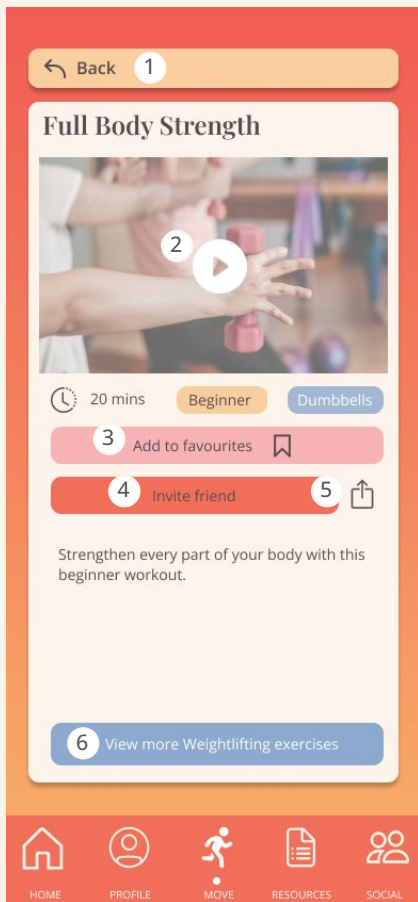 Back 1
Full Body Strength
2
20 mins Beginner Dumbbells
3 Add to favourites
4 Invite friend 5
Strengthen every part of your body with this
beginner workout.
6 View more Weightlifting exercises
HOME PROFILE MOVE RESOURCES SOCIAL